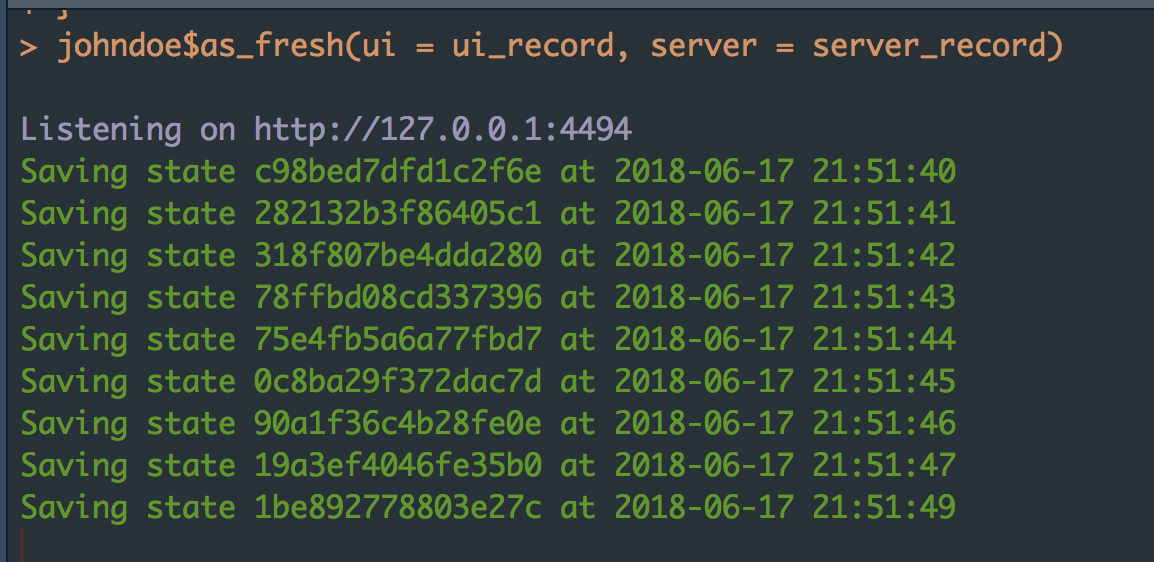 > johndoe$as_fresh(ui = ui_record, server = server_record)
Listening on http://127.0.0.1:4494
Saving state c98bed7dfd1c2f6e at 2018-06-17 21:51:40
Saving state 282132b3f86405c1 at 2018-06-17 21:51:41
Saving state 318f807be4dda280 at 2018-06-17 21:51:42
Saving state 78ffbd08cd337396 at 2018-06-17 21:51:43
Saving state 75e4fb5a6a77fbd7 at 2018-06-17 21:51:44
Saving state 0c8ba29f372dac7d at 2018-06-17 21:51:45
Saving state 90a1f36c4b28fe0e at 2018-06-17 21:51:46
Saving state 19a3ef4046fe35b0 at 2018-06-17 21:51:47
Saving state 1be892778803e27c at 2018-06-17 21:51:49